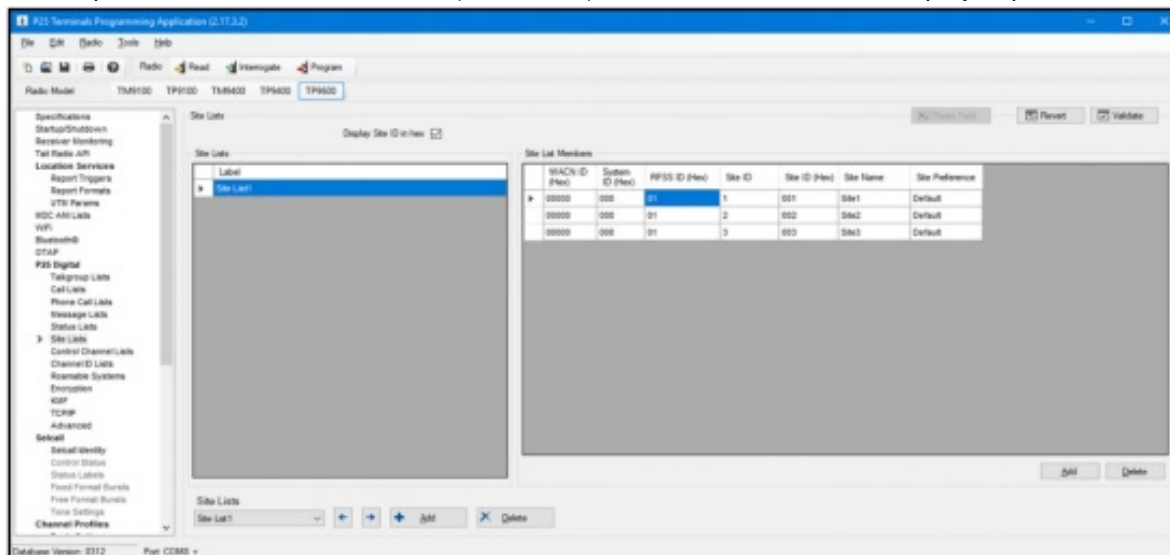 P25 Terminals Programming Application (2.17.3.2)
File Edit Radio Tools Help
Radio Read Interrogate Program
Radio Model TM9100 TP9100 TM9400 TP9400 TP9600
Specifications
Startup/Shutdown
Receiver Monitoring
Tait Radio API
Location Services
Report Triggers
Report Formats
UTM Params
MDC ANI Lists
WiFi
Bluetooth®
OTAP
P25 Digital
Talkgroup Lists
Call Lists
Phone Call Lists
Message Lists
Status Lists
Site Lists
Control Channel Lists
Channel ID Lists
Roamable Systems
Encryption
KMF
TCP/IP
Advanced
Selcall
Selcall Identity
Control Status
Status Labels
Fixed Format Bursts
Free Format Bursts
Tone Settings
Channel Profiles
Site Lists
Display Site ID in hex
Revert Validate
Site Lists
Label
Site List1
Site List Members
WACN ID (Hex) System ID (Hex) RFSS ID (Hex) Site ID Site ID (Hex) Site Name Site Preference
00000 000 01 1 001 Site1 Default
00000 000 01 2 002 Site2 Default
00000 000 01 3 003 Site3 Default
Add Delete
Site Lists
Site List1 Add Delete
Database Version: 0312 Port: COM8